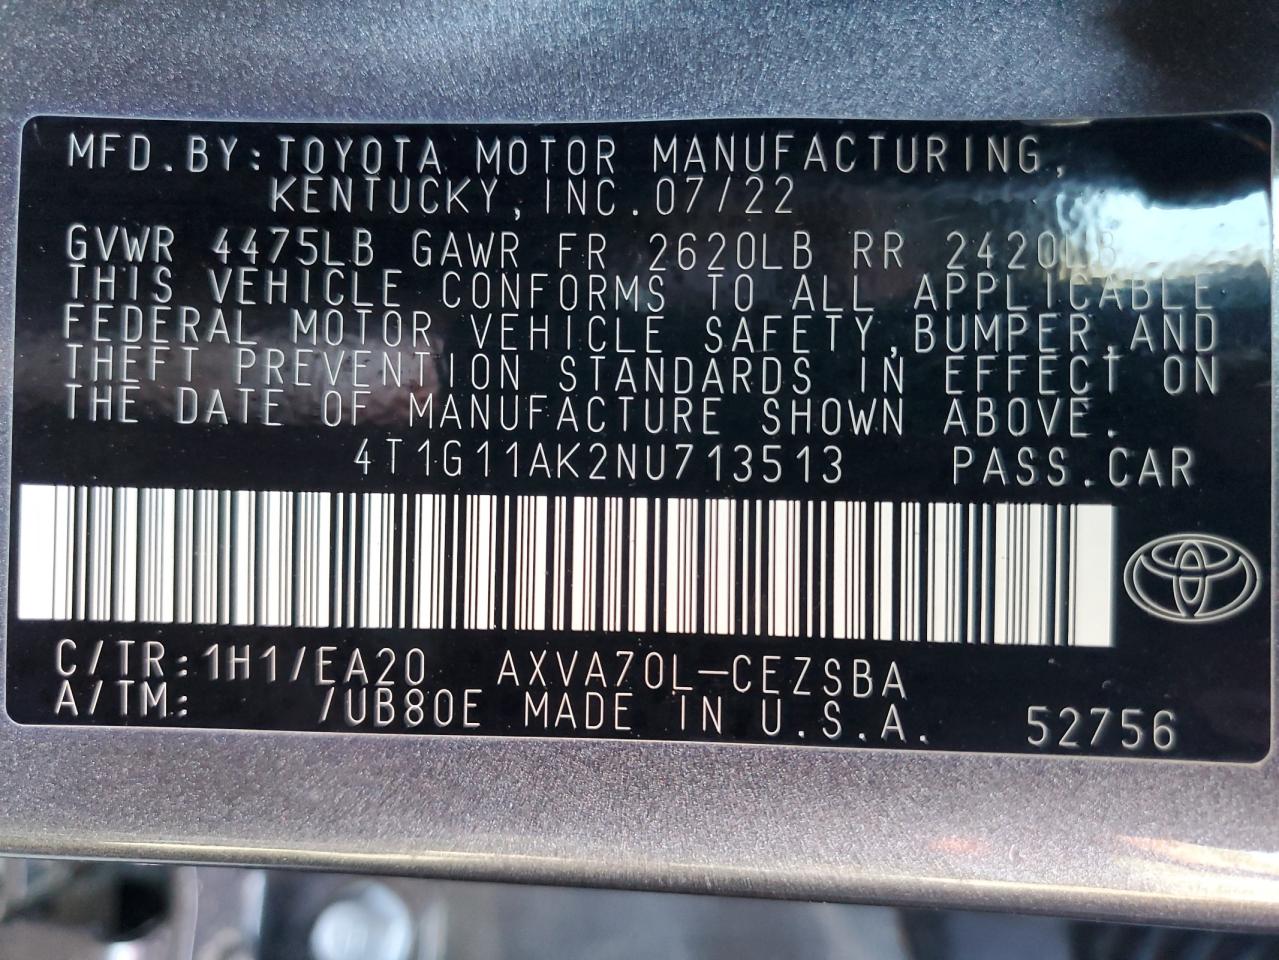 MFD.BY:TOYOTA MOTOR MANUFACTURING,
KENTUCKY,INC.07/22
GVWR 4475LB GAWR FR 2620LB RR 2420LB
THIS VEHICLE CONFORMS TO ALL APPLICABLE
FEDERAL MOTOR VEHICLE SAFETY,BUMPER,AND
THEFT PREVENTION STANDARDS IN EFFECT ON
THE DATE OF MANUFACTURE SHOWN ABOVE.
4T1G11AK2NU713513 PASS.CAR
C/TR:1H1/EA20 AXVA70L-CEZSBA
A/TM: /UB80E MADE IN U.S.A. 52756